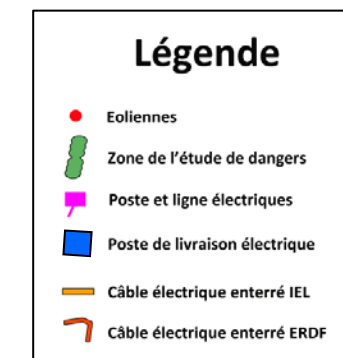 Légende
Eoliennes
Zone de l'étude de dangers
Poste et ligne électriques
Poste de livraison électrique
Câble électrique enterré IEL
Câble électrique enterré ERDF